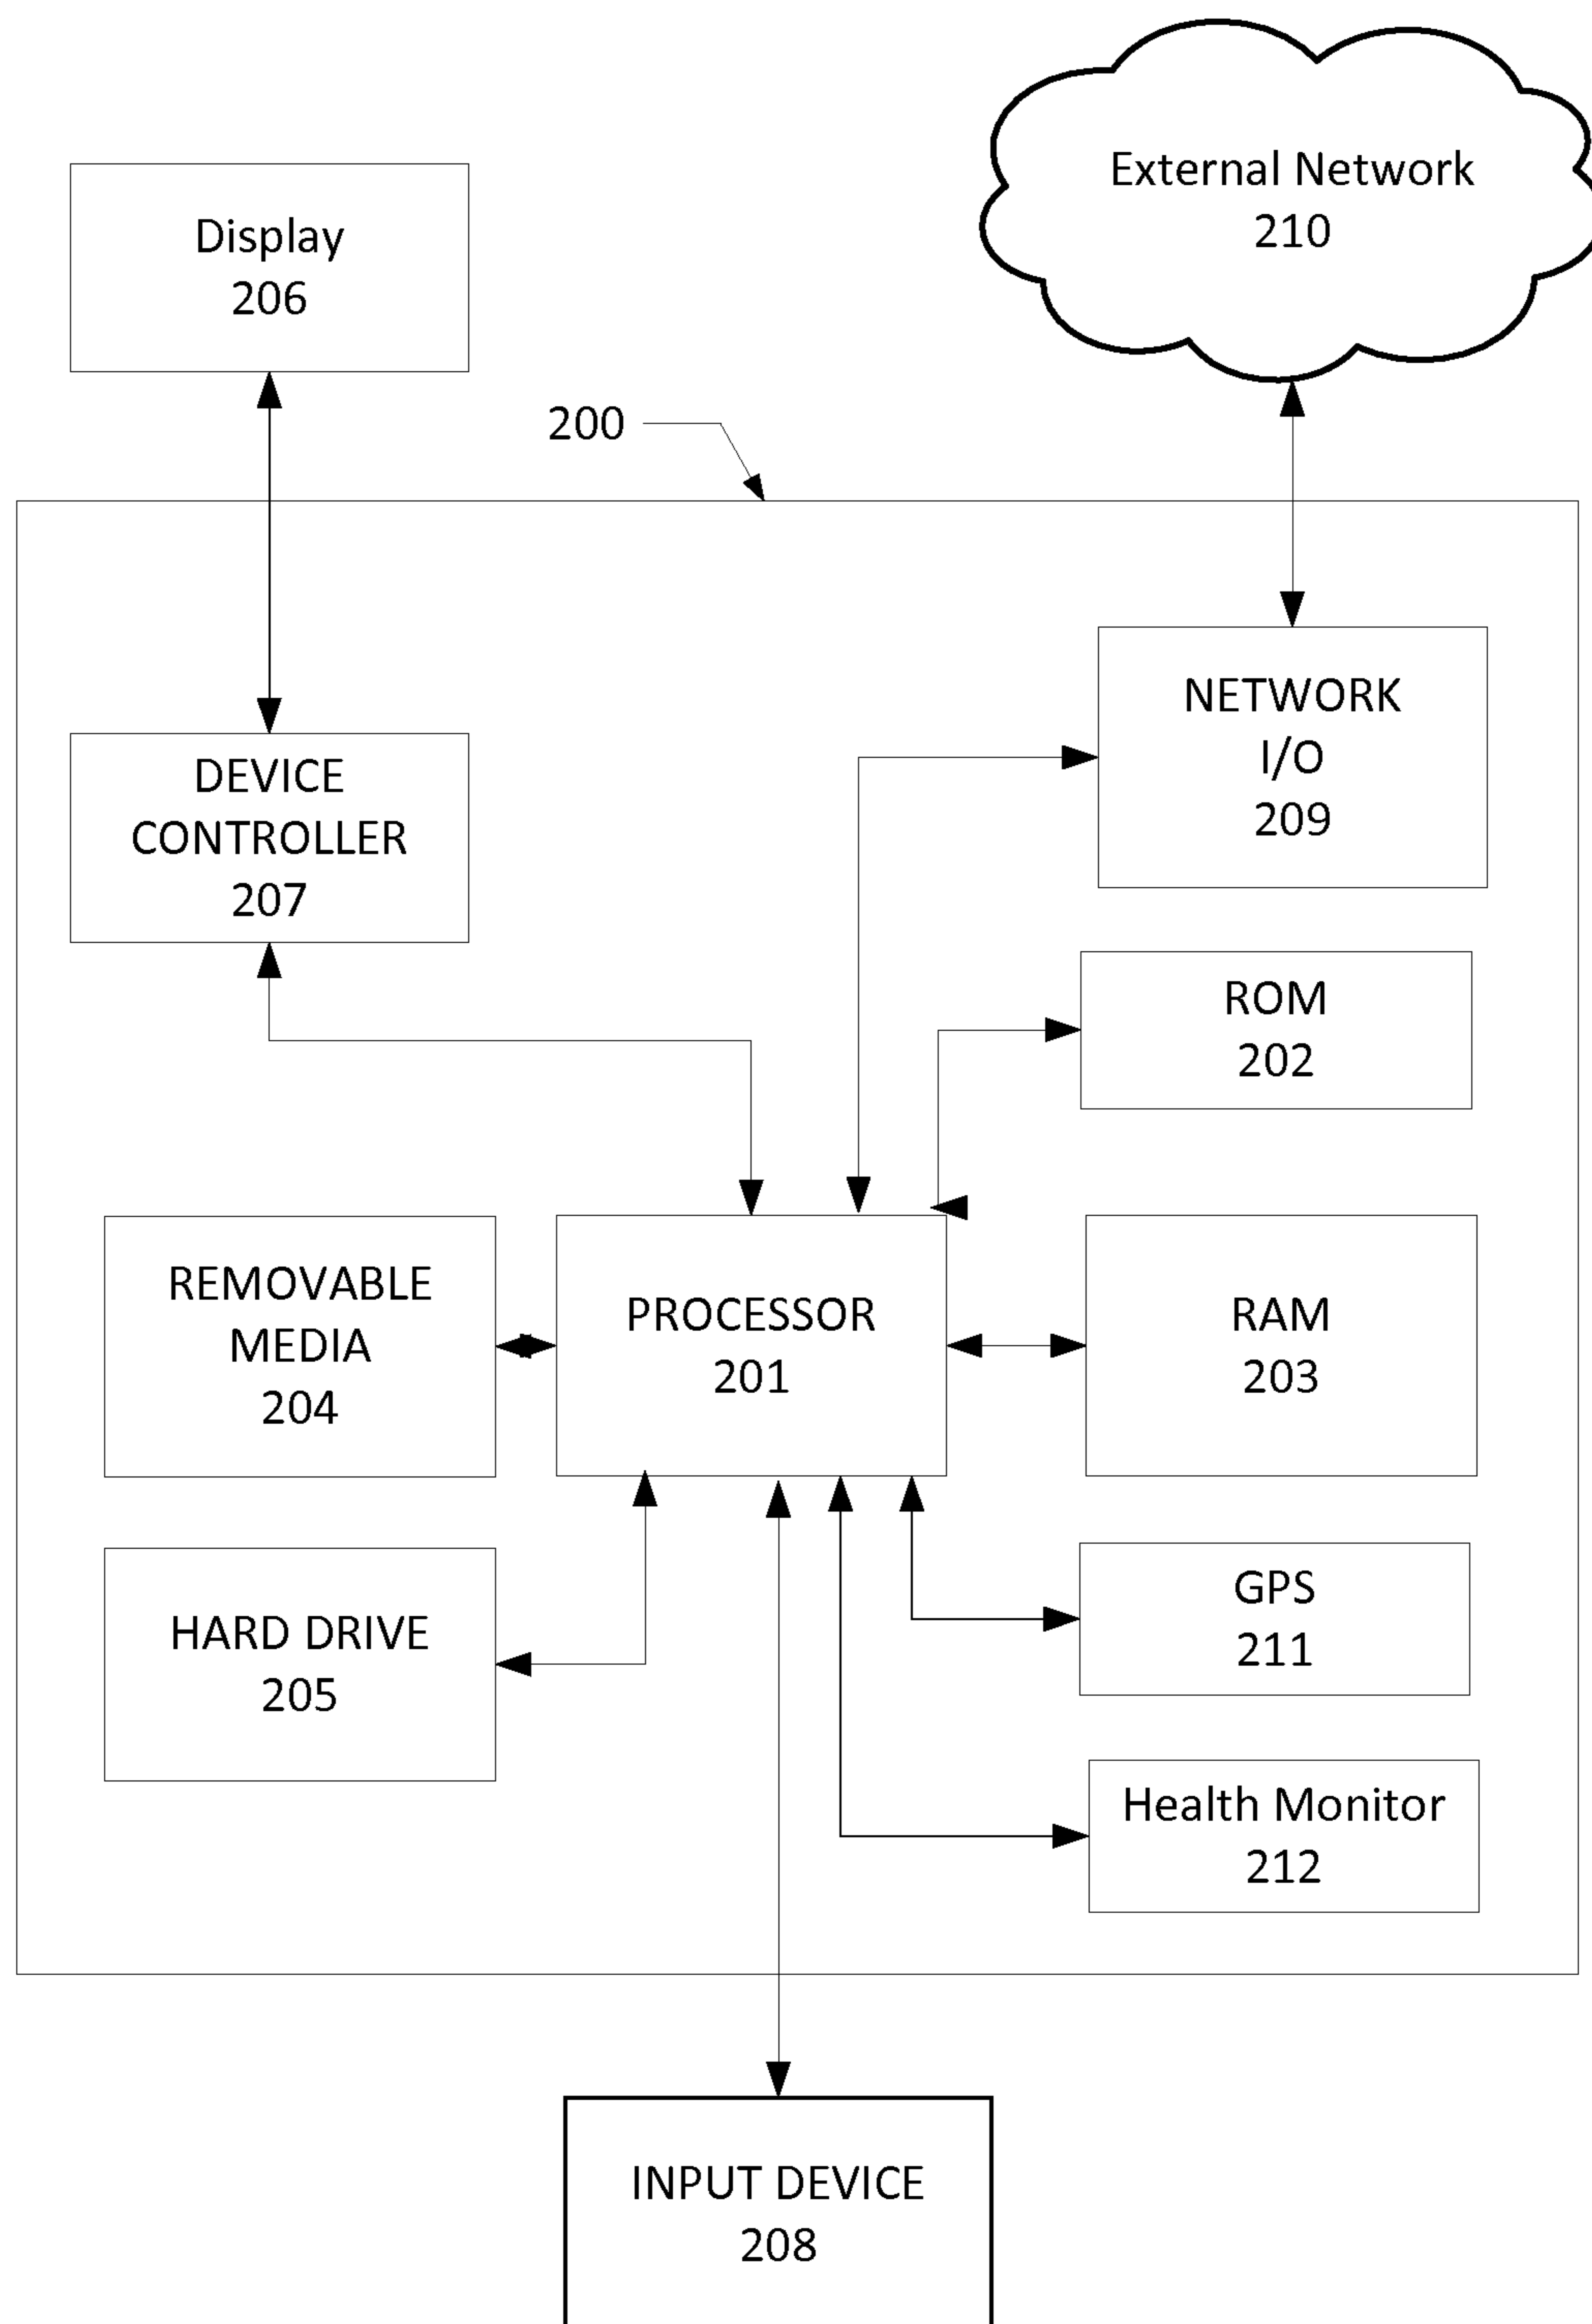 External Network
210
Display
206
200
NETWORK
I/O
209
DEVICE
CONTROLLER
207
ROM
202
REMOVABLE
MEDIA
204
PROCESSOR
201
RAM
203
GPS
211
HARD DRIVE
205
Health Monitor
212
INPUT DEVICE
208